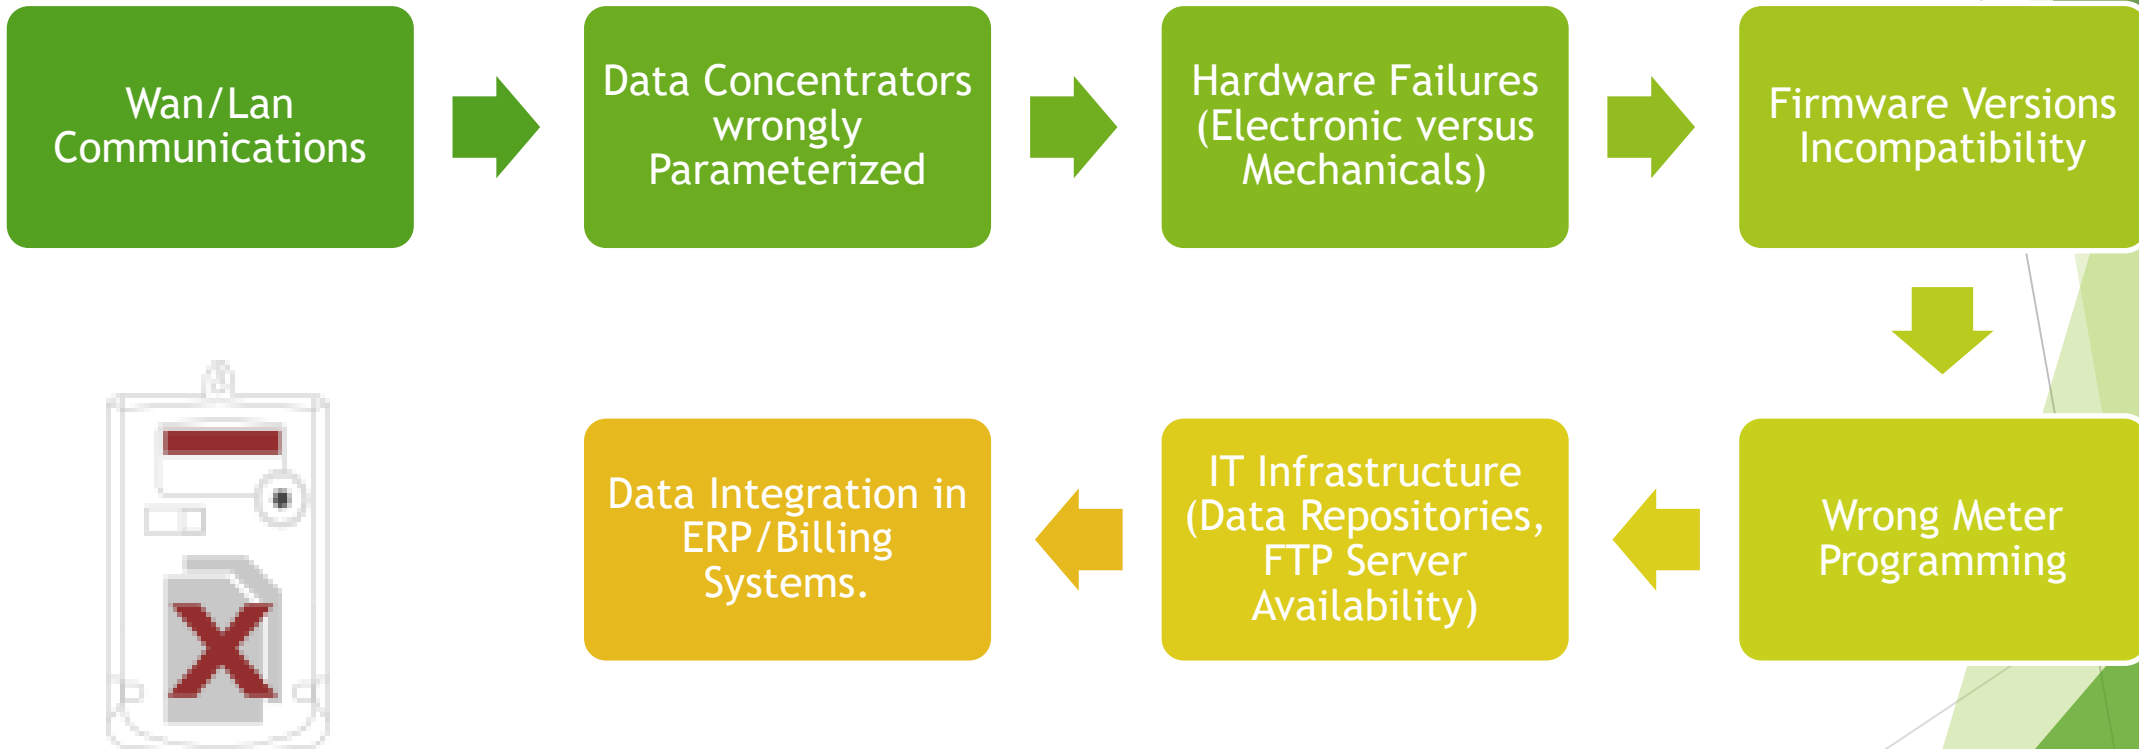 Wan/Lan
Communications
Data Concentrators
wrongly
Parameterized
Hardware Failures
(Electronic versus
Mechanicals)
Firmware Versions
Incompatibility
Wrong Meter
Programming
IT Infrastructure
(Data Repositories,
FTP Server
Availability)
Data Integration in
ERP/Billing
Systems.